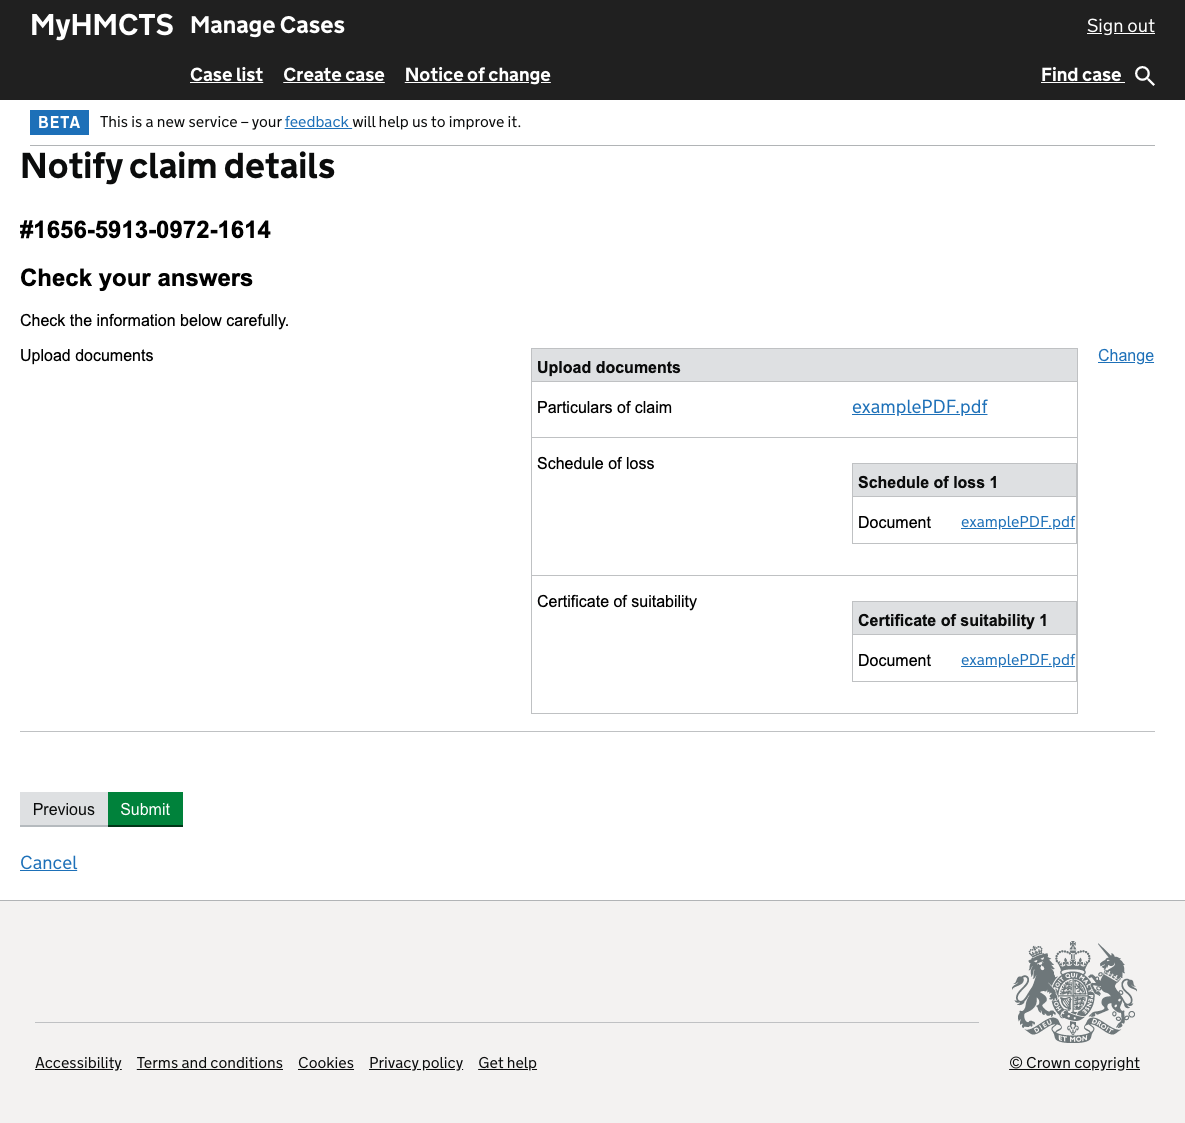 MyHMCTS Manage Cases Sign out
Case list Create case Notice of change Find case
BETA This is a new service – your feedback will help us to improve it.
Notify claim details
#1656-5913-0972-1614
Check your answers
Check the information below carefully.
Upload documents Upload documents Change
Particulars of claim examplePDF.pdf
Schedule of loss
Schedule of loss 1
Document examplePDF.pdf
Certificate of suitability
Certificate of suitability 1
Document examplePDF.pdf
Previous Submit
Cancel
DIEU ET MON DROIT
Accessibility Terms and conditions Cookies Privacy policy Get help © Crown copyright